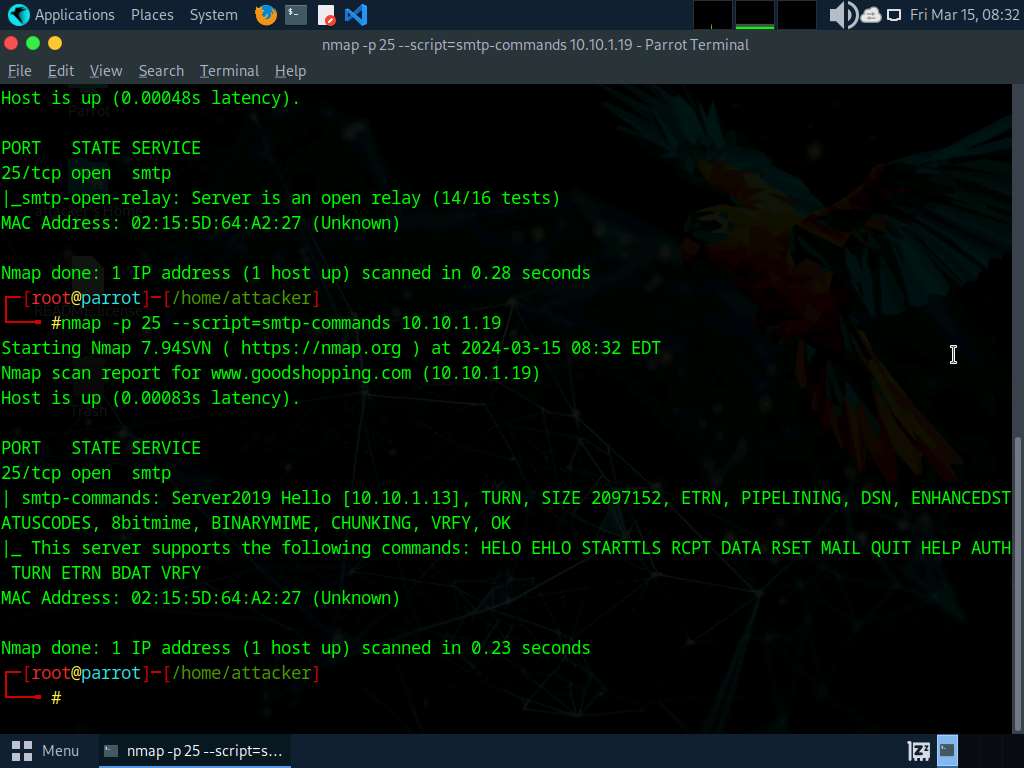 Applications Places System Fri Mar 15, 08:32
nmap -p 25 --script=smtp-commands 10.10.1.19 - Parrot Terminal
File Edit View Search Terminal Help
Host is up (0.00048s latency).
PORT   STATE SERVICE
25/tcp open  smtp
|_smtp-open-relay: Server is an open relay (14/16 tests)
MAC Address: 02:15:5D:64:A2:27 (Unknown)
Nmap done: 1 IP address (1 host up) scanned in 0.28 seconds
[root@parrot]─[/home/attacker]
#nmap -p 25 --script=smtp-commands 10.10.1.19
Starting Nmap 7.94SVN ( https://nmap.org ) at 2024-03-15 08:32 EDT
Nmap scan report for www.goodshopping.com (10.10.1.19)
Host is up (0.00083s latency).
Trash
PORT   STATE SERVICE
25/tcp open  smtp
| smtp-commands: Server2019 Hello [10.10.1.13], TURN, SIZE 2097152, ETRN, PIPELINING, DSN, ENHANCEDST
ATUSCODES, 8bitmime, BINARYMIME, CHUNKING, VRFY, OK
|_ This server supports the following commands: HELO EHLO STARTTLS RCPT DATA RSET MAIL QUIT HELP AUTH
TURN ETRN BDAT VRFY
MAC Address: 02:15:5D:64:A2:27 (Unknown)
Nmap done: 1 IP address (1 host up) scanned in 0.23 seconds
[root@parrot]─[/home/attacker]
#
Menu nmap -p 25 --script=s...